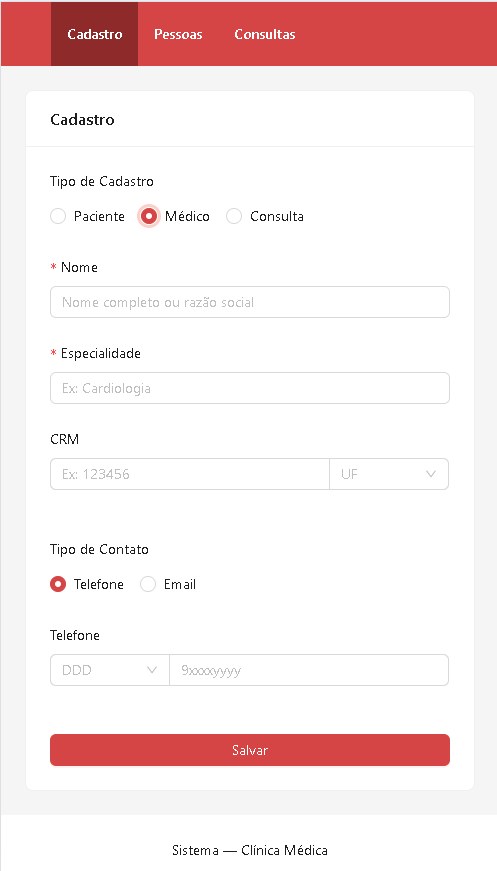 Cadastro Pessoas Consultas
Cadastro
Tipo de Cadastro
Paciente Médico Consulta
* Nome
Nome completo ou razão social
* Especialidade
Ex: Cardiologia
CRM
Ex: 123456 UF
Tipo de Contato
Telefone Email
Telefone
DDD 9xxxxyyyy
Salvar
Sistema — Clínica Médica